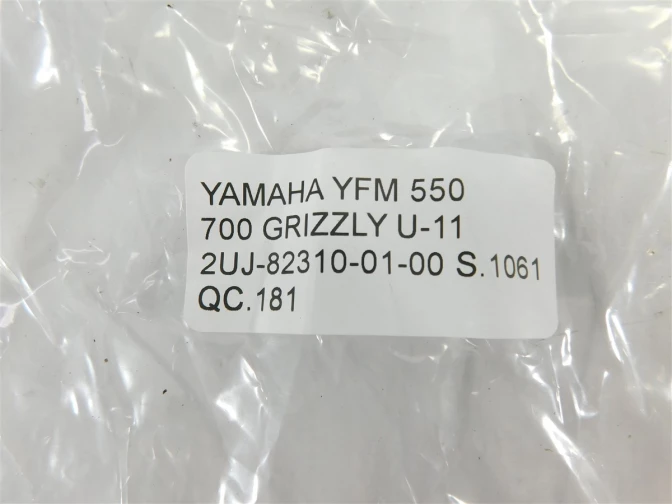 YAMAHA YFM 550
700 GRIZZLY U-11
2UJ-82310-01-00 S.1061
QC.181